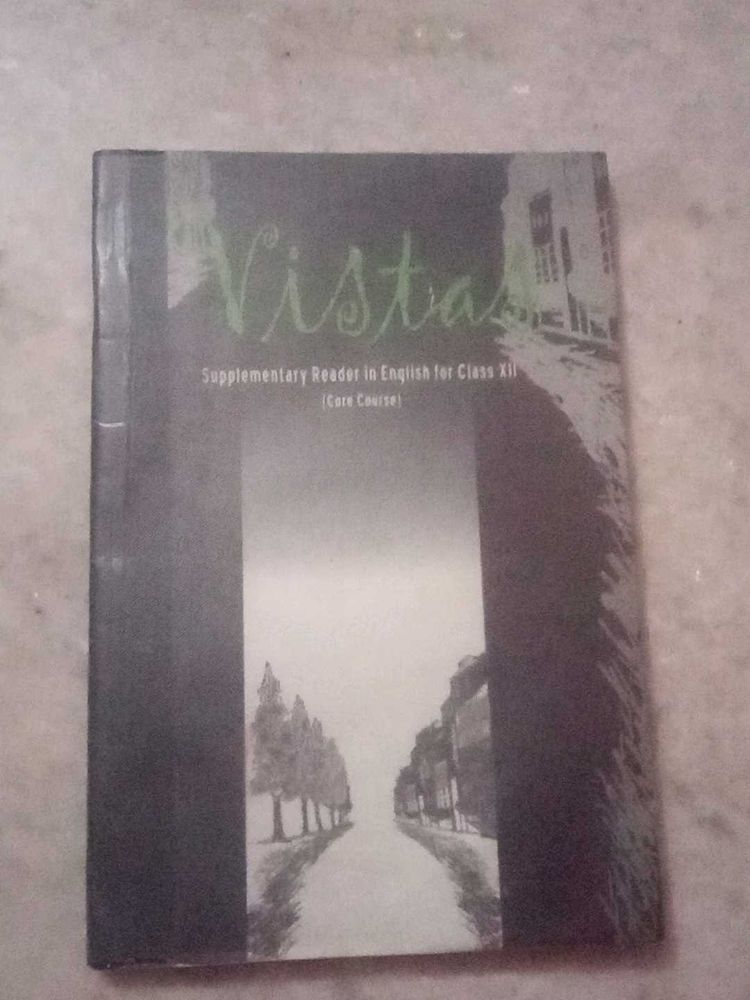 Vistas
Supplementary Reader in English for Class XII
(Core Course)